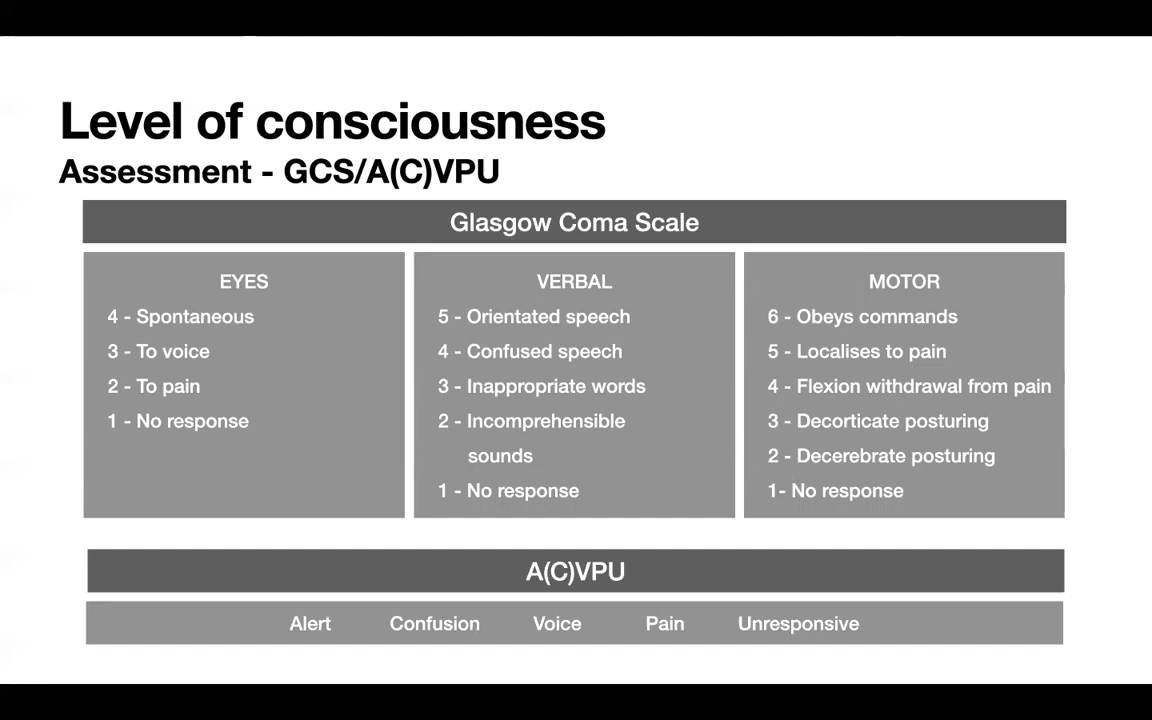 Level of consciousness
Assessment - GCS/A(C)VPU
Glasgow Coma Scale
EYES
4 - Spontaneous
3 - To voice
2 - To pain
1 - No response
VERBAL
5 - Orientated speech
4 - Confused speech
3 - Inappropriate words
2 - Incomprehensible
sounds
1 - No response
MOTOR
6 - Obeys commands
5 - Localises to pain
4 - Flexion withdrawal from pain
3 - Decorticate posturing
2 - Decerebrate posturing
1- No response
A(C)VPU
Alert Confusion Voice Pain Unresponsive